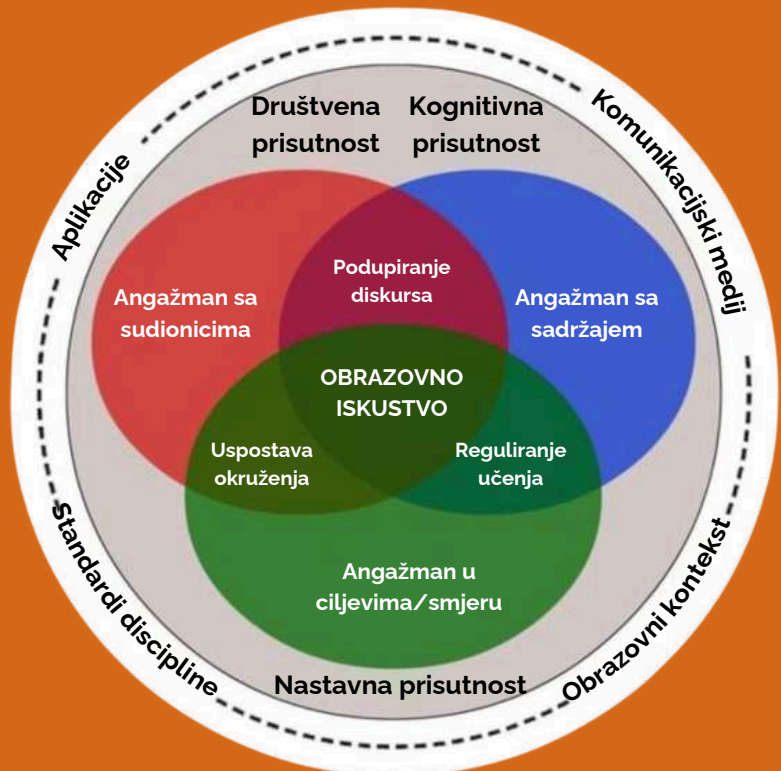 Društvena
prisutnost
Kognitivna
prisutnost
Aplikacije
Komunikacijski medij
Podupiranje
diskursa
Angažman sa
sudionicima
Angažman sa
sadržajem
OBRAZOVNO
ISKUSTVO
Uspostava
okruženja
Reguliranje
učenja
Angažman u
ciljevima/smjeru
Standardi discipline
Obrazovni kontekst
Nastavna prisutnost